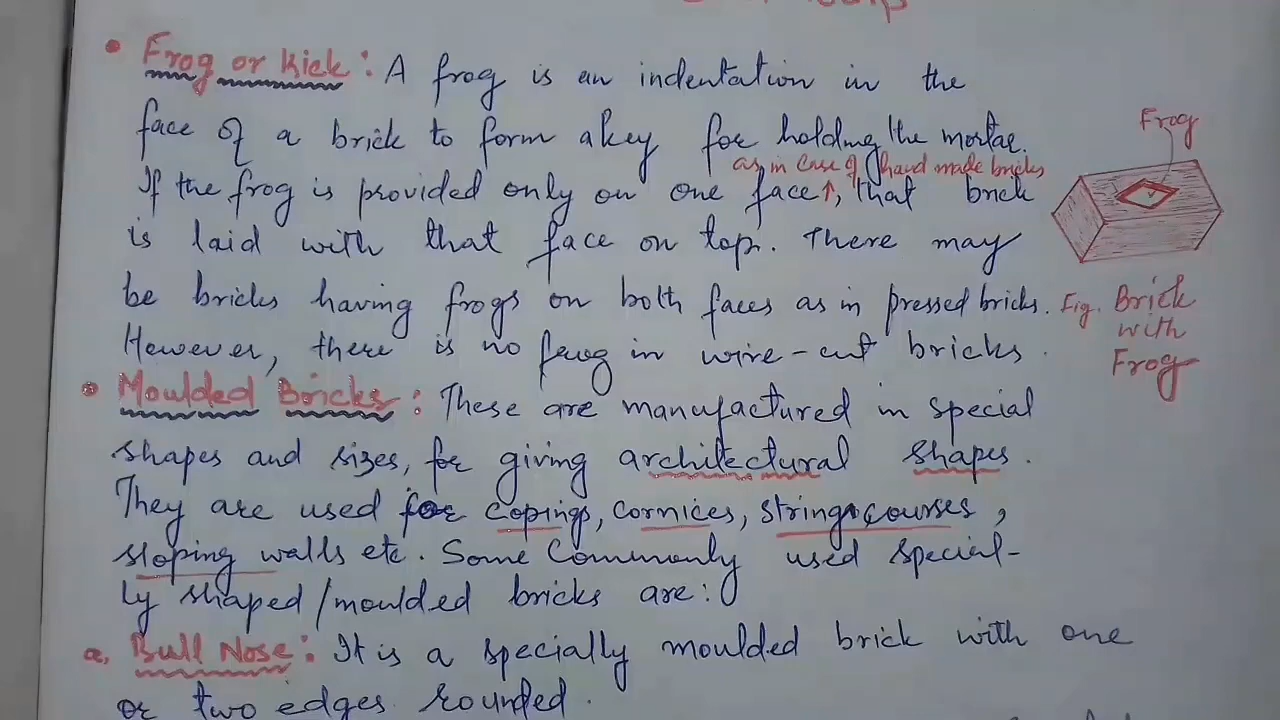 • Frog or Kick: A frog is an indentation in the
face of a brick to form a key for holding the mortar.
as in case of hand made bricks
If the frog is provided only on one face↑, that brick
is laid with that face on top. There may
be bricks having frogs on both faces as in pressed bricks.
However, there is no frog in wire-cut bricks.
Frog
Fig. Brick
with
Frog
• Moulded Bricks: These are manufactured in special
shapes and sizes, for giving architectural shapes.
They are used for copings, cornices, string courses,
sloping walls etc. Some Commonly used special-
ly shaped/moulded bricks are:
a. Bull Nose: It is a specially moulded brick with one
or two edges rounded.